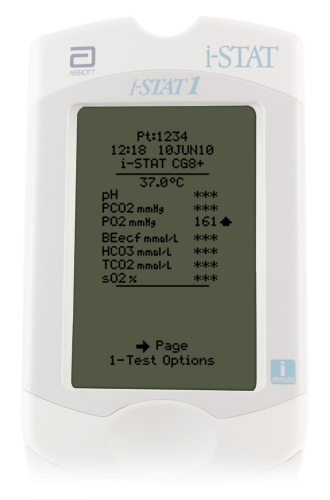 ABBOTT
i-STAT
i-STAT 1
Pt:1234
12:18 10JUN10
i-STAT CG8+
37.0°C
pH ***
PCO2 mmHg ***
PO2 mmHg 161 ↑
BEecf mmol/L ***
HCO3 mmol/L ***
TCO2 mmol/L ***
sO2 % ***
→ Page
1-Test Options
i